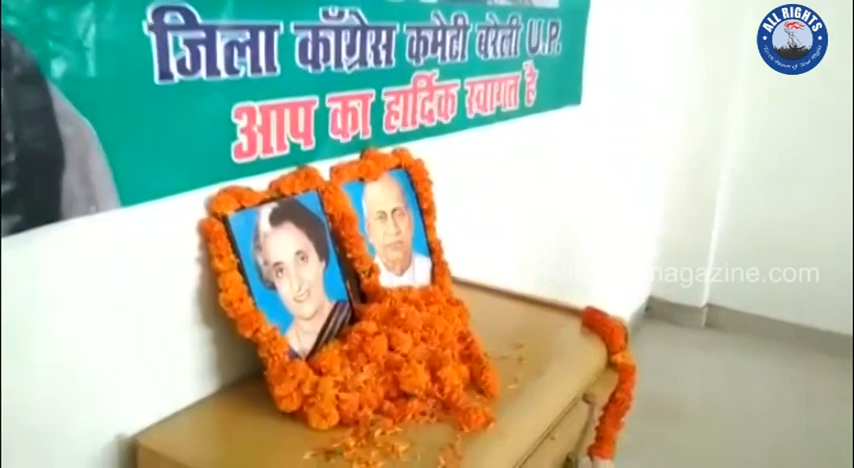 जिला काँग्रेस कमेटी बरेली U.P.
आप का हार्दिक स्वागत है
ALL RIGHTS
magazine.com